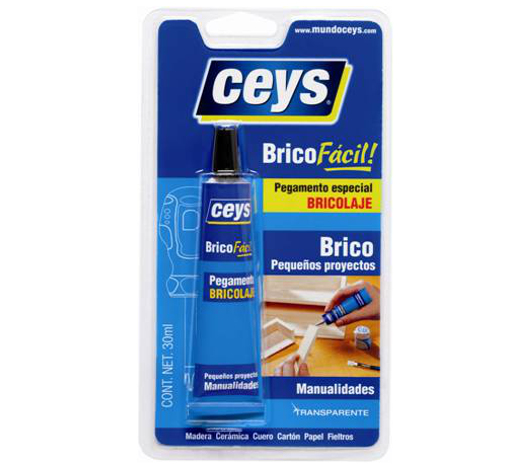 www.mundoceys.com
ceys®
BricoFácil!
Pegamento especial
BRICOLAJE
Brico
Pequeños proyectos
ceys
BricoFácil!
Pegamento
BRICOLAJE
Pequeños proyectos
Manualidades
CONT. NET. 30ml
Manualidades
TRANSPARENTE
Madera Cerámica Cuero Cartón Papel Fieltros